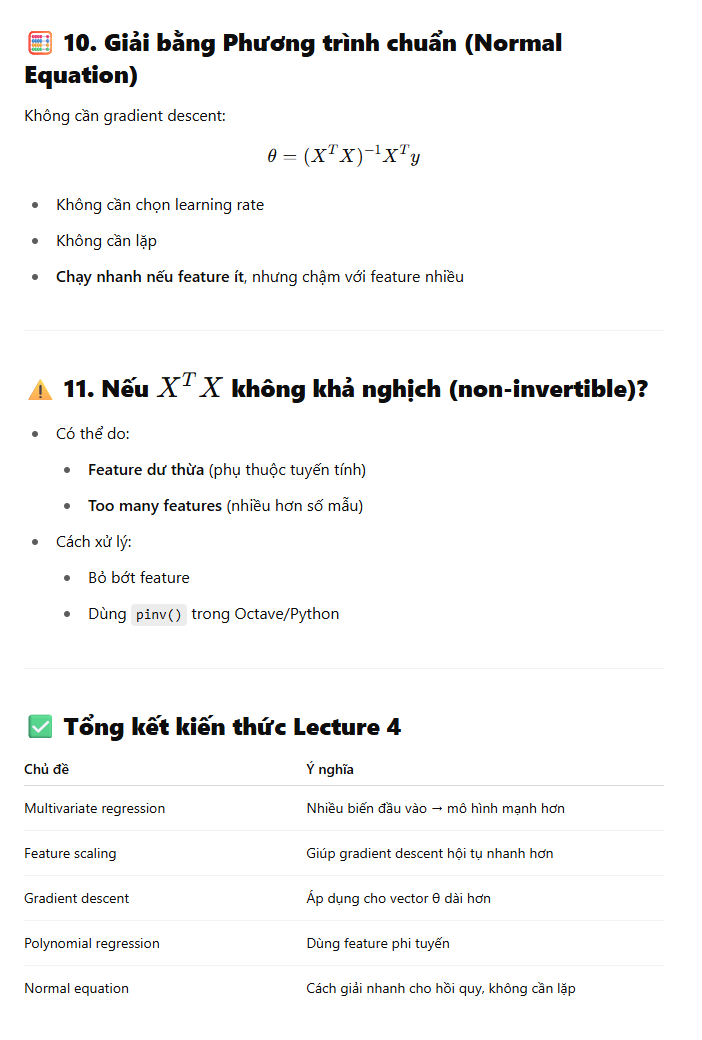 🧮 10. Giải bằng Phương trình chuẩn (Normal
Equation)
Không cần gradient descent:
θ = (XᵀX)⁻¹Xᵀy
• Không cần chọn learning rate
• Không cần lặp
• Chạy nhanh nếu feature ít, nhưng chậm với feature nhiều
⚠️ 11. Nếu XᵀX không khả nghịch (non-invertible)?
• Có thể do:
• Feature dư thừa (phụ thuộc tuyến tính)
• Too many features (nhiều hơn số mẫu)
• Cách xử lý:
• Bỏ bớt feature
• Dùng pinv() trong Octave/Python
✅ Tổng kết kiến thức Lecture 4
Chủ đề Ý nghĩa
Multivariate regression Nhiều biến đầu vào → mô hình mạnh hơn
Feature scaling Giúp gradient descent hội tụ nhanh hơn
Gradient descent Áp dụng cho vector θ dài hơn
Polynomial regression Dùng feature phi tuyến
Normal equation Cách giải nhanh cho hồi quy, không cần lặp